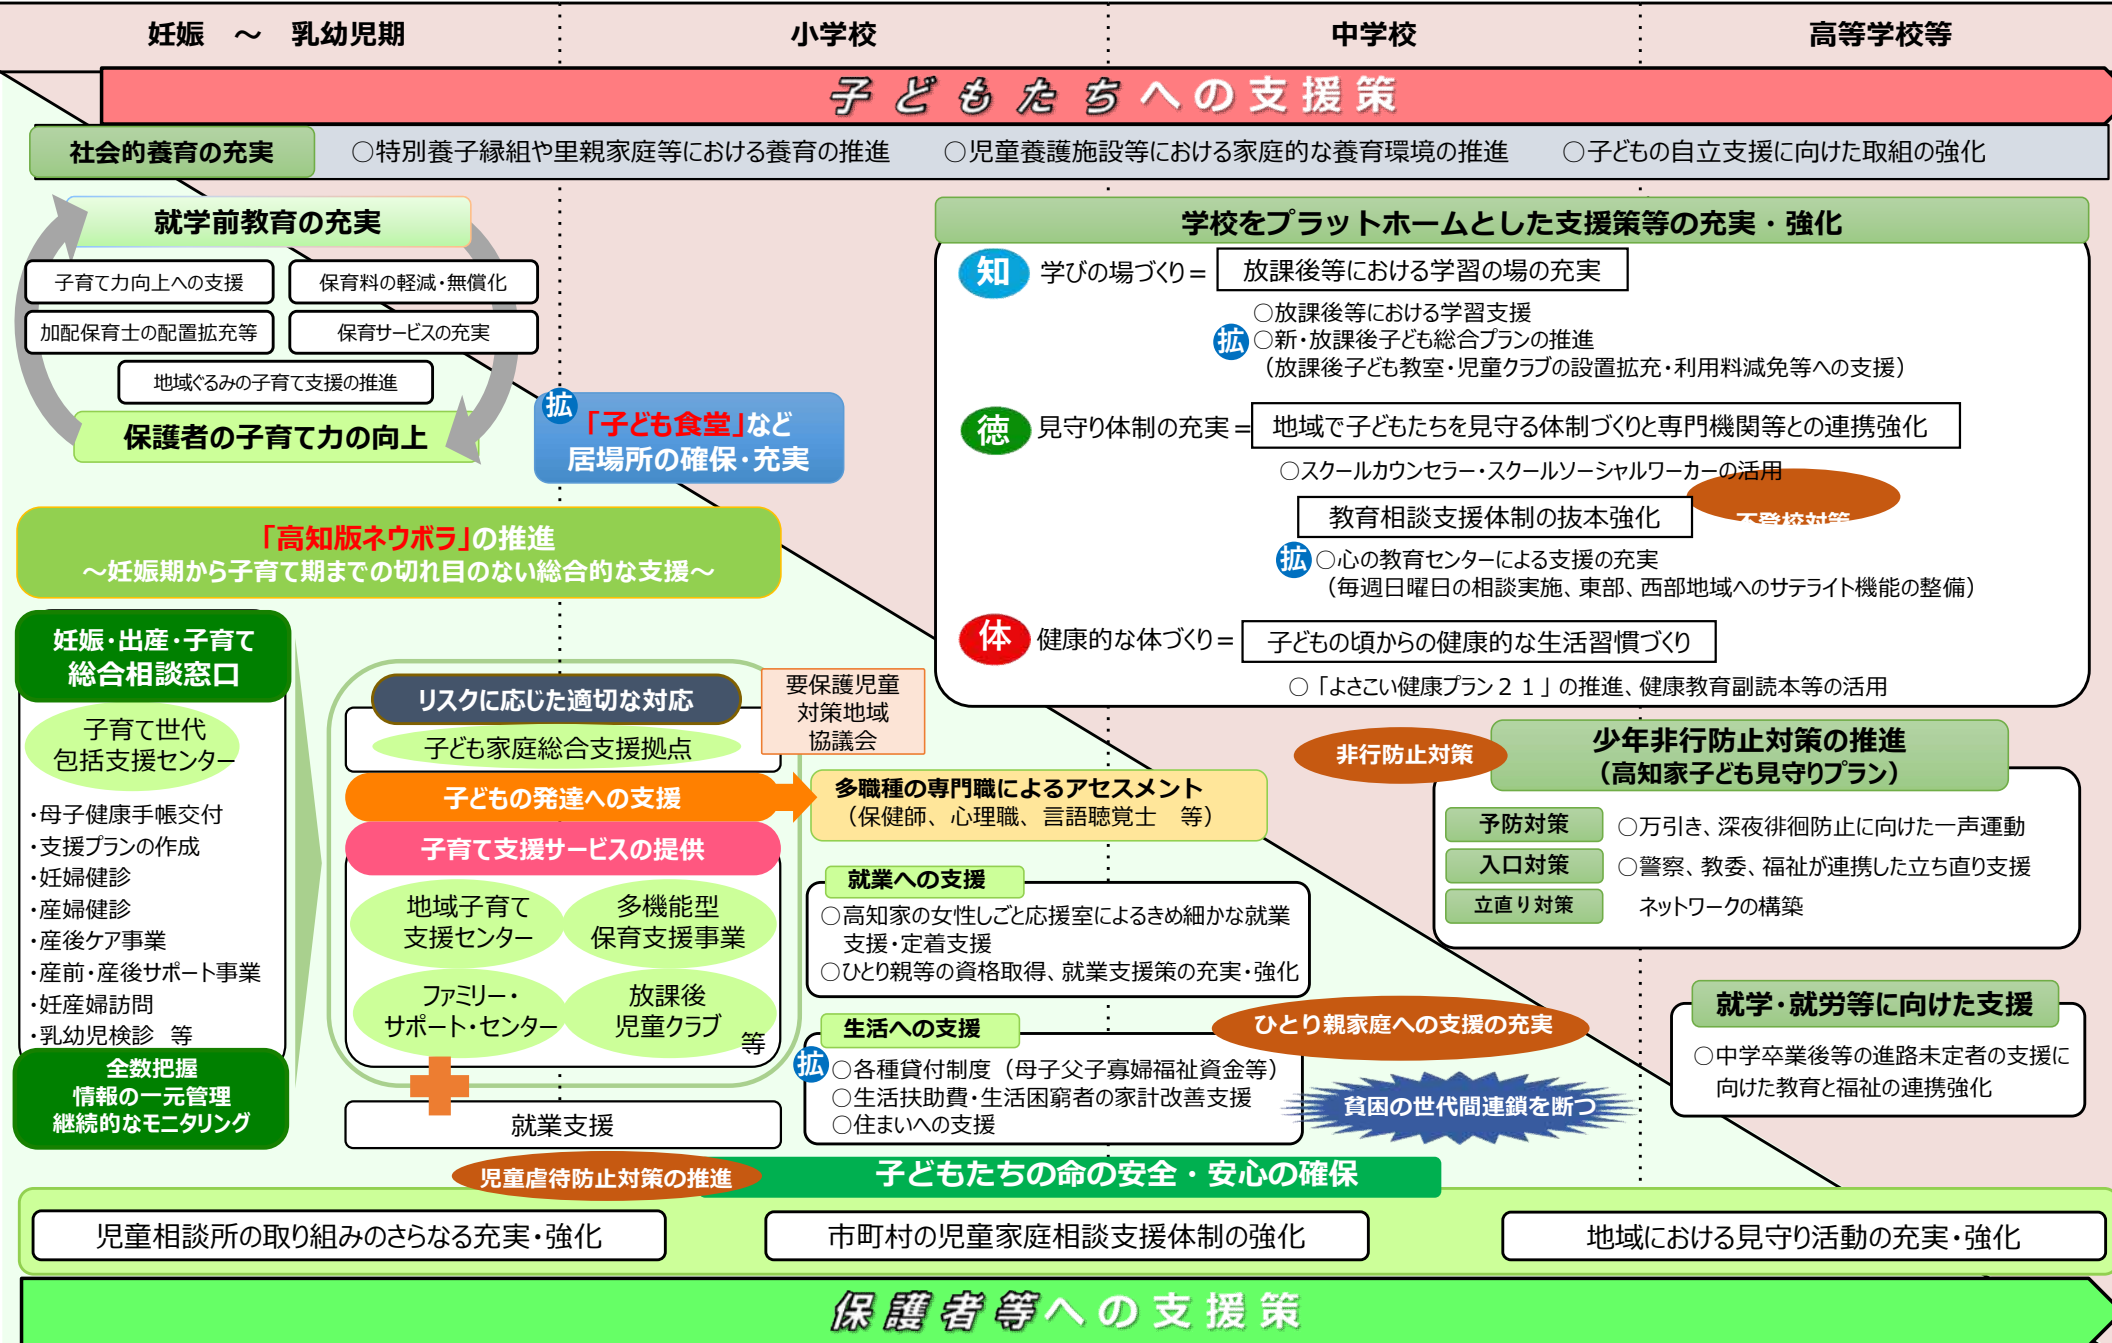 妊娠　～　乳幼児期
小学校
中学校
高等学校等
子どもたちへの支援策
社会的養育の充実
○特別養子縁組や里親家庭等における養育の推進
○児童養護施設等における家庭的な養育環境の推進
○子どもの自立支援に向けた取組の強化
就学前教育の充実
子育て力向上への支援
保育料の軽減・無償化
加配保育士の配置拡充等
保育サービスの充実
地域ぐるみの子育て支援の推進
保護者の子育て力の向上
拡
「子ども食堂」など
居場所の確保・充実
学校をプラットホームとした支援策等の充実・強化
知 学びの場づくり＝ 放課後等における学習の場の充実
○放課後等における学習支援
拡 ○新・放課後子ども総合プランの推進
（放課後子ども教室・児童クラブの設置拡充・利用料減免等への支援）
徳 見守り体制の充実＝ 地域で子どもたちを見守る体制づくりと専門機関等との連携強化
○スクールカウンセラー・スクールソーシャルワーカーの活用
教育相談支援体制の抜本強化
不登校対策
拡 ○心の教育センターによる支援の充実
（毎週日曜日の相談実施、東部、西部地域へのサテライト機能の整備）
体 健康的な体づくり＝ 子どもの頃からの健康的な生活習慣づくり
○「よさこい健康プラン２１」の推進、健康教育副読本等の活用
「高知版ネウボラ」の推進
～妊娠期から子育て期までの切れ目のない総合的な支援～
妊娠・出産・子育て
総合相談窓口
子育て世代
包括支援センター
・母子健康手帳交付
・支援プランの作成
・妊婦健診
・産婦健診
・産後ケア事業
・産前・産後サポート事業
・妊産婦訪問
・乳幼児検診　等
全数把握
情報の一元管理
継続的なモニタリング
リスクに応じた適切な対応
子ども家庭総合支援拠点
要保護児童
対策地域
協議会
子どもの発達への支援
多職種の専門職によるアセスメント
（保健師、心理職、言語聴覚士　等）
子育て支援サービスの提供
地域子育て
支援センター
多機能型
保育支援事業
ファミリー・
サポート・センター
放課後
児童クラブ
等
就業支援
就業への支援
○高知家の女性しごと応援室によるきめ細かな就業
支援・定着支援
○ひとり親等の資格取得、就業支援策の充実・強化
生活への支援
ひとり親家庭への支援の充実
拡 ○各種貸付制度（母子父子寡婦福祉資金等）
○生活扶助費・生活困窮者の家計改善支援
○住まいへの支援
貧困の世代間連鎖を断つ
非行防止対策
少年非行防止対策の推進
（高知家子ども見守りプラン）
予防対策 ○万引き、深夜徘徊防止に向けた一声運動
入口対策 ○警察、教委、福祉が連携した立ち直り支援
立直り対策 ネットワークの構築
就学・就労等に向けた支援
○中学卒業後等の進路未定者の支援に
向けた教育と福祉の連携強化
児童虐待防止対策の推進
子どもたちの命の安全・安心の確保
児童相談所の取り組みのさらなる充実・強化
市町村の児童家庭相談支援体制の強化
地域における見守り活動の充実・強化
保護者等への支援策